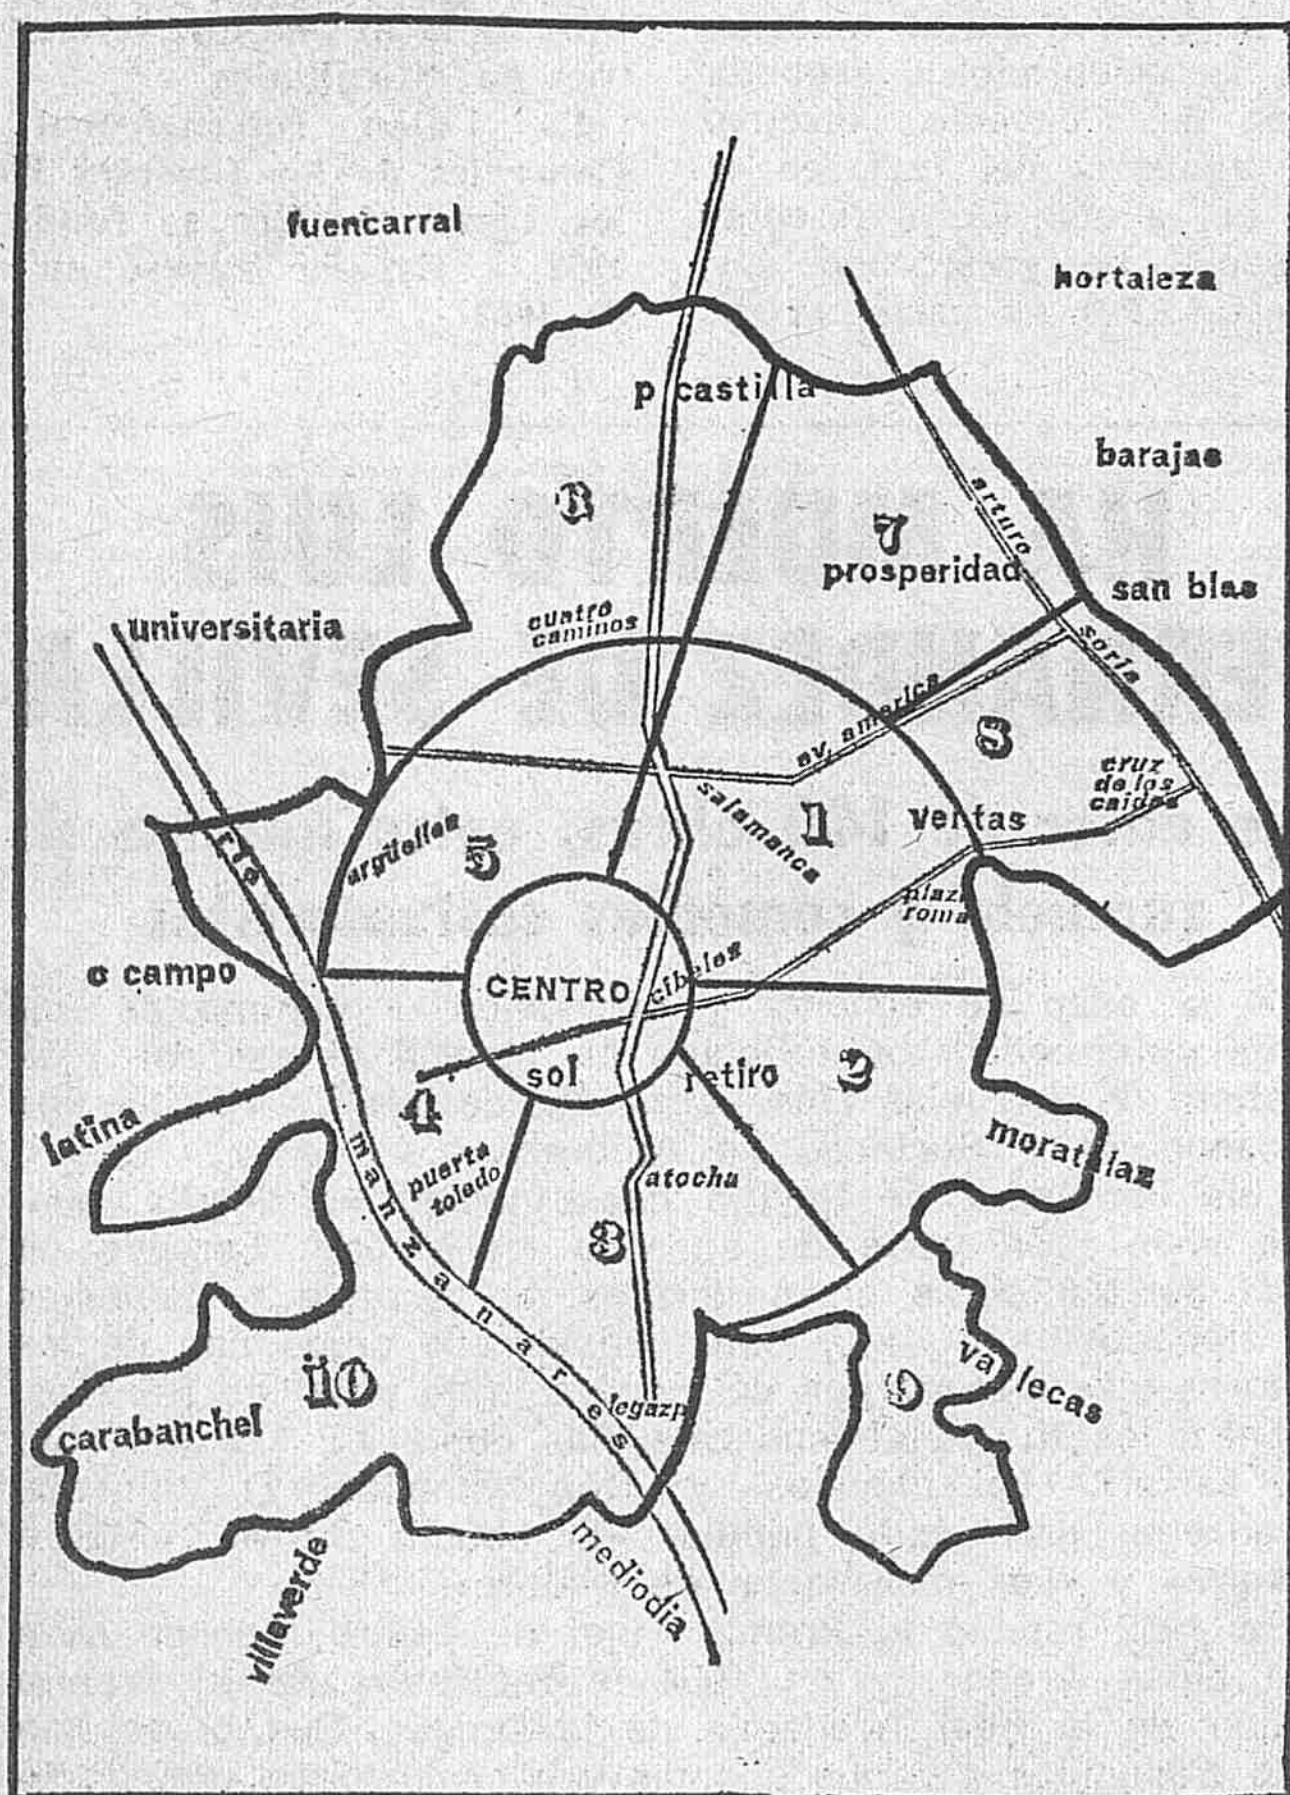 fuencarral
hortaleza
p castilla
barajas
6
arturo
7
prosperidad
san blas
universitaria
cuatro
caminos
soria
av. america
8
cruz
de los
caidos
salamanca
1
ventas
rio
argüelles
5
plaza
roma
c campo
CENTRO
cibeles
sol
retiro
2
4
latina
moratalaz
puerta
toledo
atocha
manzanares
3
vallecas
10
9
carabanchel
legazpi
mediodia
villaverde